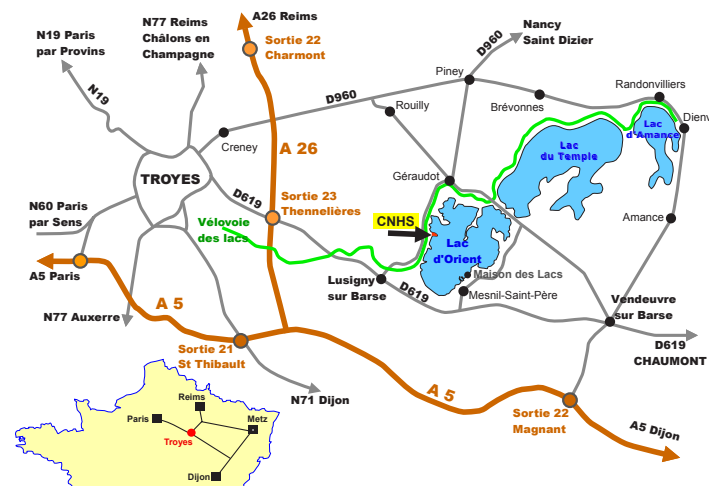 N77 Reims
Châlons en
Champagne
A26 Reims
N19 Paris
par Provins
Sortie 22
Charmont
Nancy
Saint Dizier
D960
Piney
Randonvilliers
N19
D960
Rouilly
Brévonnes
Dienv
Creney
A 26
Lac
d'Amance
Lac
du Temple
TROYES
Géraudot
D619
Sortie 23
Thennelières
N60 Paris
par Sens
Vélovoie
des lacs
CNHS
Amance
Lac
d'Orient
A5 Paris
Maison des Lacs
Lusigny
sur Barse
D619
Mesnil-Saint-Père
Vendeuvre
sur Barse
N77 Auxerre
A 5
D619
CHAUMONT
Sortie 21
St Thibault
A 5
N71 Dijon
Sortie 22
Magnant
A5 Dijon
Reims
Paris
Metz
Troyes
Dijon